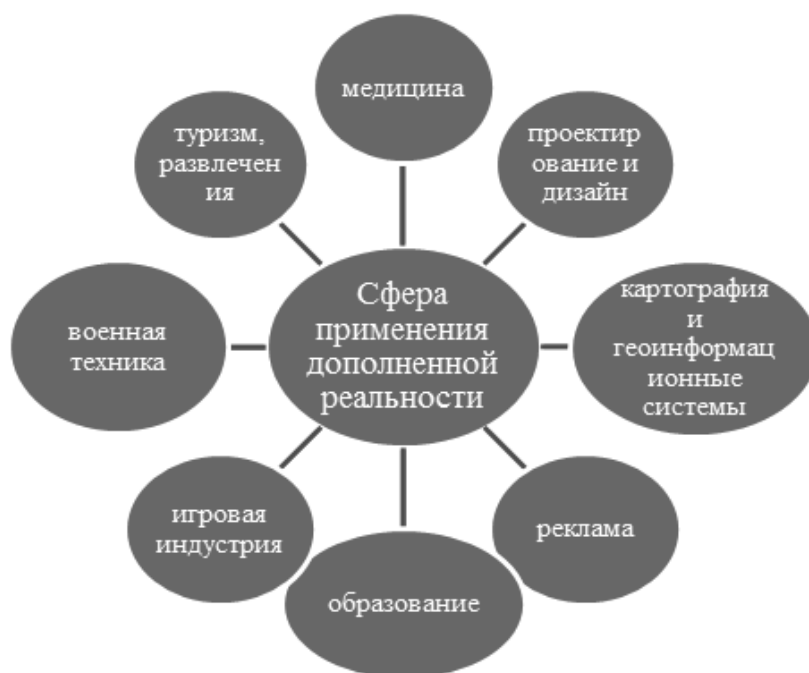 медицина
туризм,
развлечен
ия
проектир
ование и
дизайн
военная
техника
Сфера
применения
дополненной
реальности
картография
и
геоинформац
ионные
системы
игровая
индустрия
реклама
образование